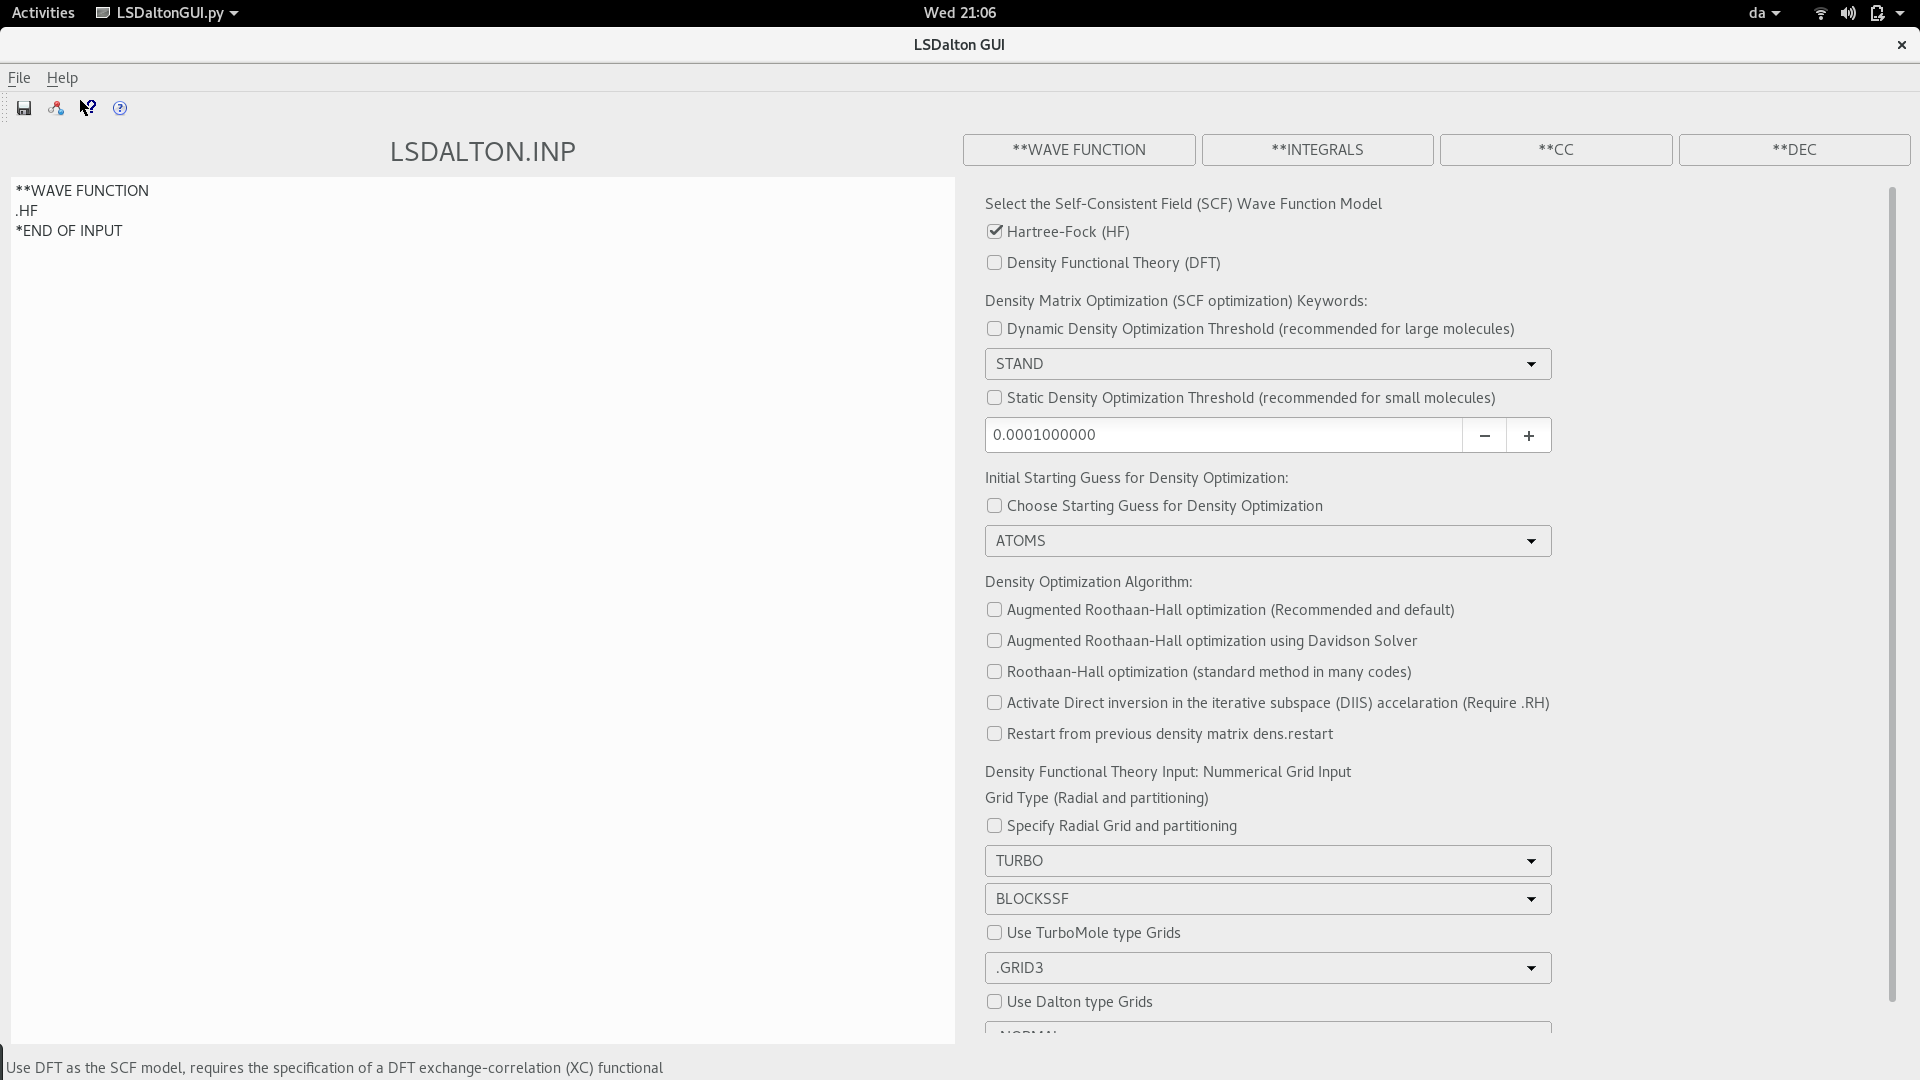 Activities LSDaltonGUI.py Wed 21:06 da
LSDalton GUI
File Help
LSDALTON.INP
**WAVE FUNCTION **INTEGRALS **CC **DEC
**WAVE FUNCTION
.HF
*END OF INPUT
Select the Self-Consistent Field (SCF) Wave Function Model
Hartree-Fock (HF)
Density Functional Theory (DFT)
Density Matrix Optimization (SCF optimization) Keywords:
Dynamic Density Optimization Threshold (recommended for large molecules)
STAND
Static Density Optimization Threshold (recommended for small molecules)
0.0001000000 − +
Initial Starting Guess for Density Optimization:
Choose Starting Guess for Density Optimization
ATOMS
Density Optimization Algorithm:
Augmented Roothaan-Hall optimization (Recommended and default)
Augmented Roothaan-Hall optimization using Davidson Solver
Roothaan-Hall optimization (standard method in many codes)
Activate Direct inversion in the iterative subspace (DIIS) accelaration (Require .RH)
Restart from previous density matrix dens.restart
Density Functional Theory Input: Nummerical Grid Input
Grid Type (Radial and partitioning)
Specify Radial Grid and partitioning
TURBO
BLOCKSSF
Use TurboMole type Grids
.GRID3
Use Dalton type Grids
Use DFT as the SCF model, requires the specification of a DFT exchange-correlation (XC) functional